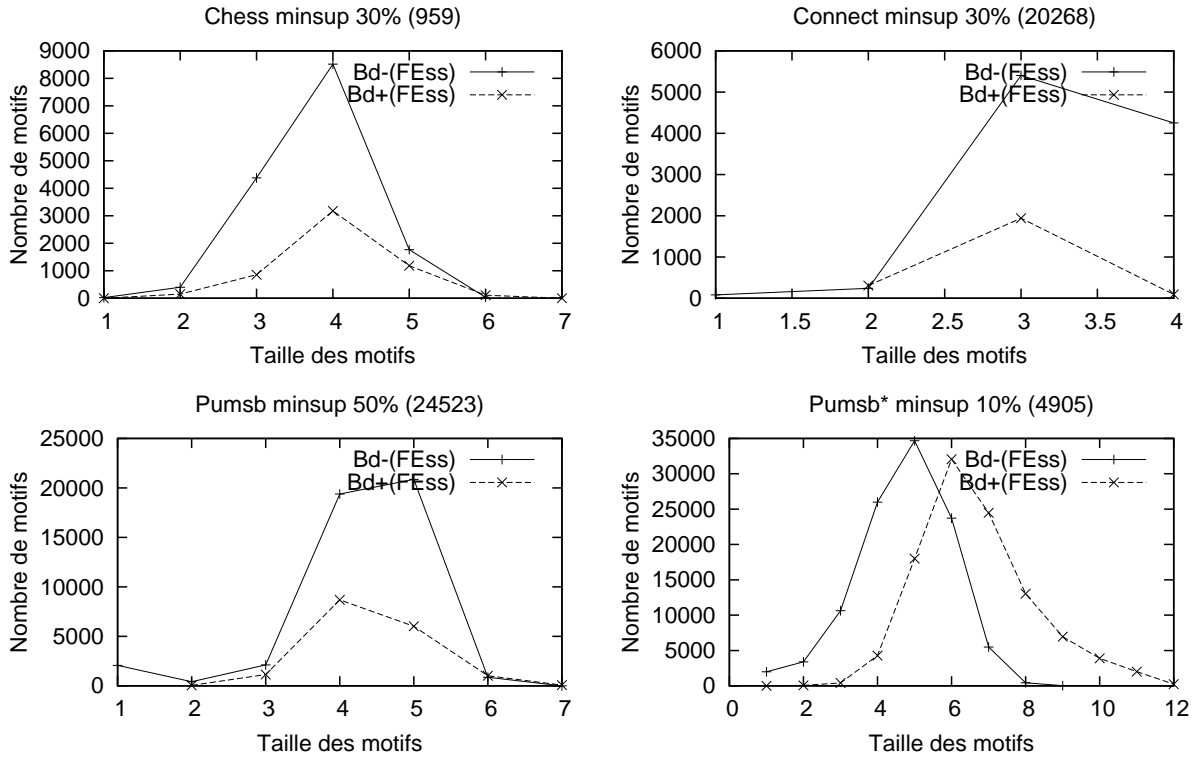 Chess minsup 30% (959)
9000
8000
7000
6000
5000
4000
3000
2000
1000
0
Nombre de motifs
Bd-(FEss)
Bd+(FEss)
1 2 3 4 5 6 7
Taille des motifs
Connect minsup 30% (20268)
6000
5000
4000
3000
2000
1000
0
Nombre de motifs
Bd-(FEss)
Bd+(FEss)
1 1.5 2 2.5 3 3.5 4
Taille des motifs
Pumsb minsup 50% (24523)
25000
20000
15000
10000
5000
0
Nombre de motifs
Bd-(FEss)
Bd+(FEss)
1 2 3 4 5 6 7
Taille des motifs
Pumsb* minsup 10% (4905)
35000
30000
25000
20000
15000
10000
5000
0
Nombre de motifs
Bd-(FEss)
Bd+(FEss)
0 2 4 6 8 10 12
Taille des motifs